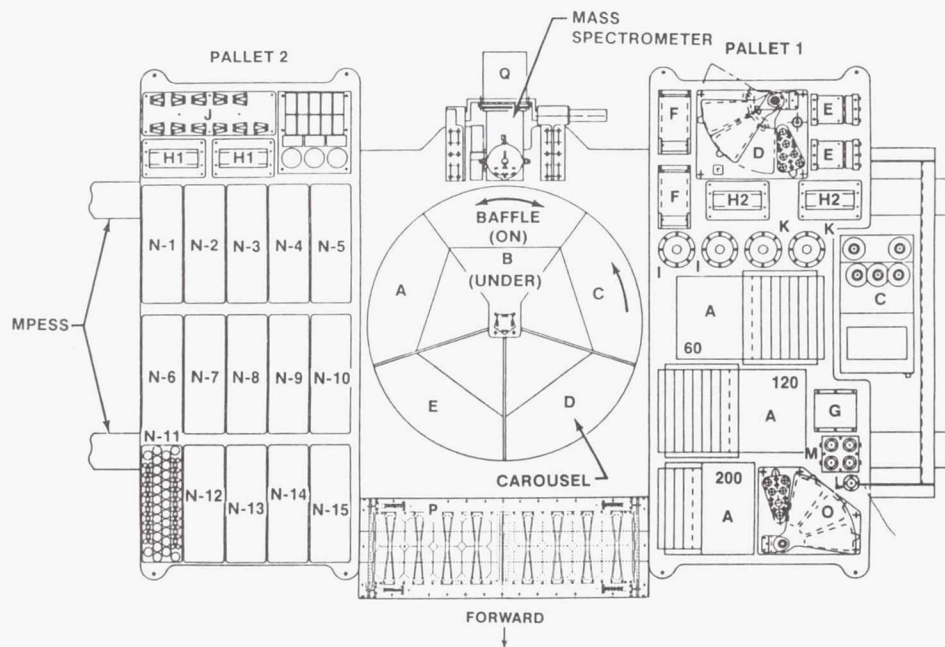 MASS
SPECTROMETER
PALLET 2
PALLET 1
Q
J
F
D
E
H1 H1
E
F
H2 H2
BAFFLE
(ON)
K K
N-1 N-2 N-3 N-4 N-5
B
(UNDER)
I I
A
C
C
A
MPESS
60
N-6 N-7 N-8 N-9 N-10
120
E
D
A
G
N-11
M
CAROUSEL
N-12 N-13 N-14 N-15
200
L
P
A
O
FORWARD